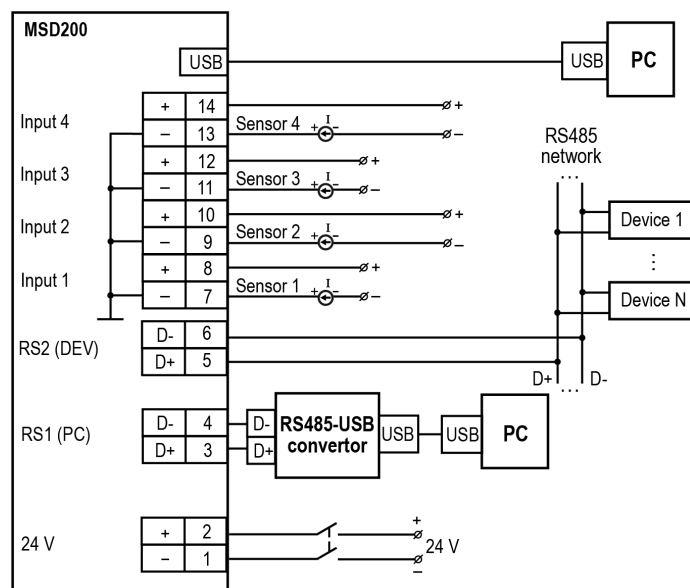 MSD200
USB
USB
PC
Input 4
+ 14
+
− 13
Sensor 4
I
+ −
−
Input 3
+ 12
+
− 11
Sensor 3
I
+ −
−
Input 2
+ 10
+
− 9
Sensor 2
I
+ −
−
Input 1
+ 8
+
− 7
Sensor 1
I
+ −
−
RS485
network
...
Device 1
...
Device N
D+ ... D-
RS2 (DEV)
D- 6
D+ 5
RS1 (PC)
D- 4
D+ 3
D-
D+
RS485-USB
convertor
USB
USB
PC
24 V
+ 2
− 1
+
24 V
−